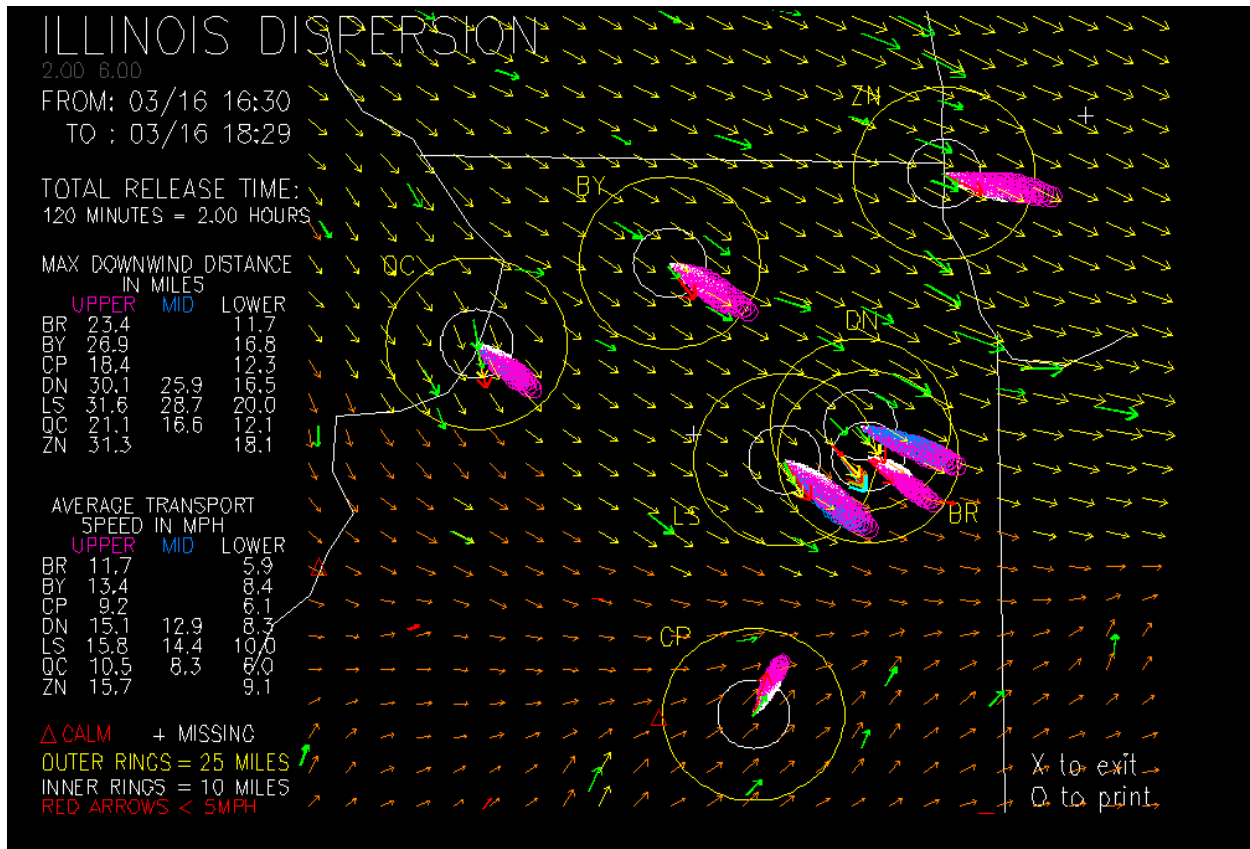 ILLINOIS DISPERSION
2.00 6.00
FROM: 03/16 16:30
TO : 03/16 18:29
TOTAL RELEASE TIME:
120 MINUTES = 2.00 HOURS
MAX DOWNWIND DISTANCE
IN MILES
UPPER MID LOWER
BR 23.4 11.7
BY 26.9 16.8
CP 18.4 12.3
DN 30.1 25.9 16.5
LS 31.6 28.7 20.0
QC 21.1 16.6 12.1
ZN 31.3 18.1
AVERAGE TRANSPORT
SPEED IN MPH
UPPER MID LOWER
BR 11.7 5.9
BY 13.4 8.4
CP 9.2 6.1
DN 15.1 12.9 8.3
LS 15.8 14.4 10.0
QC 10.5 8.3 6.0
ZN 15.7 9.1
△ CALM + MISSING
OUTER RINGS = 25 MILES
INNER RINGS = 10 MILES
RED ARROWS < 5MPH
ZN
BY
QC
DN
LS
BR
CP
X to exit
Q to print